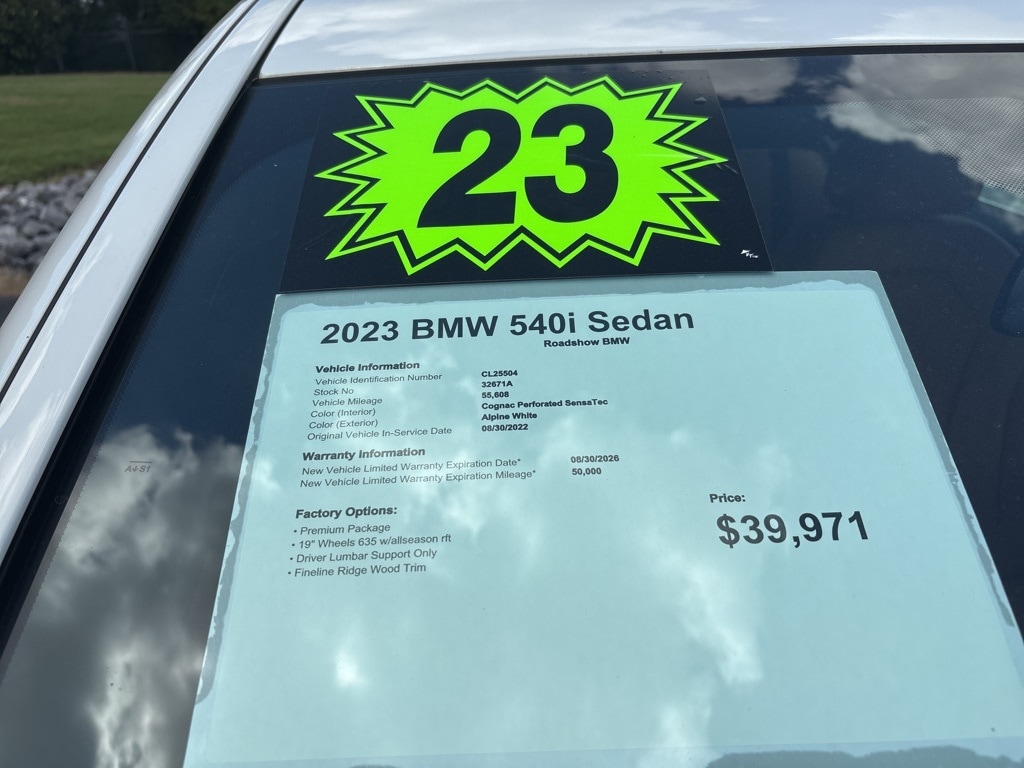 23
2023 BMW 540i Sedan
Roadshow BMW
Vehicle Information
Vehicle Identification Number CL25504
Stock No 32671A
Vehicle Mileage 55,608
Color (Interior) Cognac Perforated SensaTec
Color (Exterior) Alpine White
Original Vehicle In-Service Date 08/30/2022
Warranty Information
New Vehicle Limited Warranty Expiration Date* 08/30/2026
New Vehicle Limited Warranty Expiration Mileage* 50,000
Factory Options:
• Premium Package
• 19" Wheels 635 w/allseason rft
• Driver Lumbar Support Only
• Fineline Ridge Wood Trim
Price:
$39,971